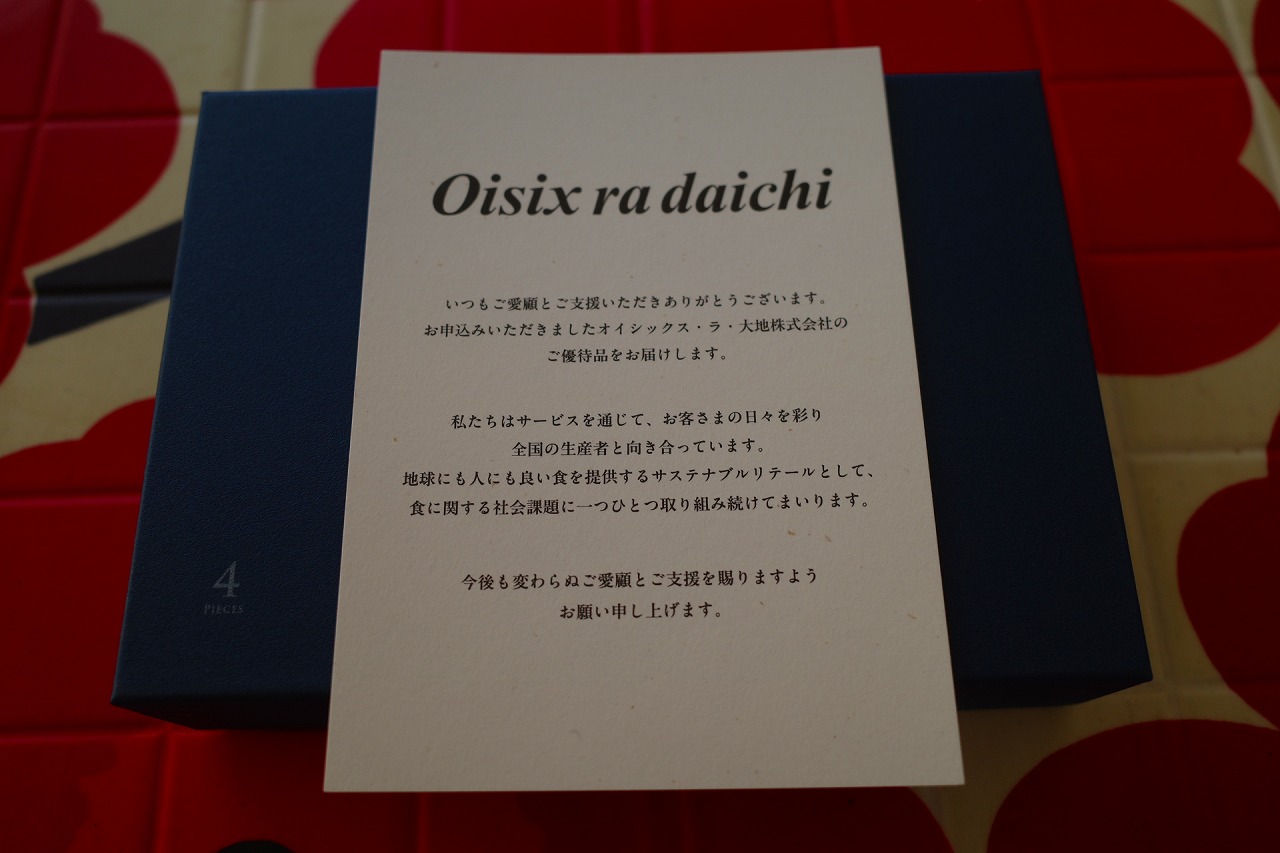 Oisix ra daichi
いつもご愛顧とご支援いただきありがとうございます。
お申込みいただきましたオイシックス・ラ・大地株式会社の
ご優待品をお届けします。
私たちはサービスを通じて、お客さまの日々を彩り
全国の生産者と向き合っています。
地球にも人にも良い食を提供するサステナブルリテールとして、
食に関する社会課題に一つひとつ取り組み続けてまいります。
今後も変わらぬご愛顧とご支援を賜りますよう
お願い申し上げます。
4
PIECES